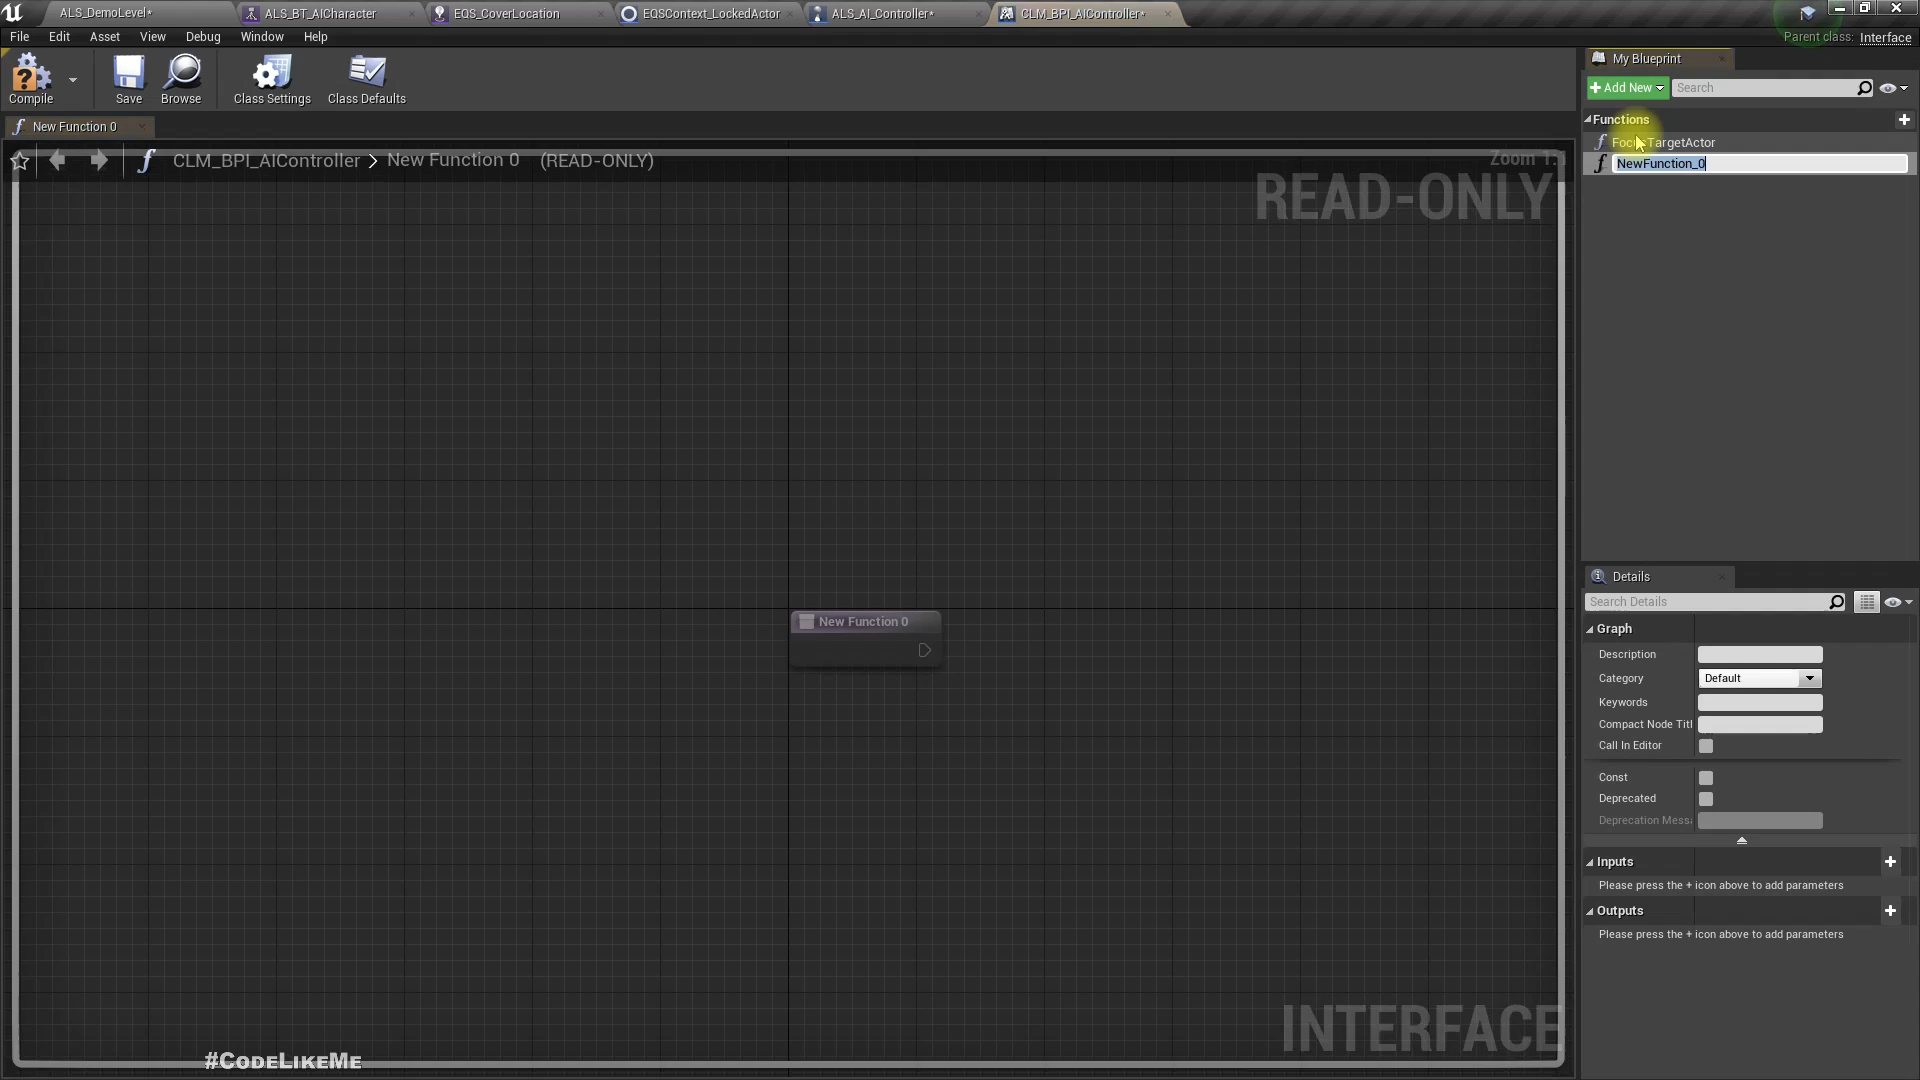 ALS_DemoLevel*
ALS_BT_AICharacter
EQS_CoverLocation
EQSContext_LockedActor
ALS_AI_Controller*
CLM_BPI_AIController*
File
Edit
Asset
View
Debug
Window
Help
Parent class: Interface
Compile
Save
Browse
Class Settings
Class Defaults
My Blueprint
Add New
Search
New Function 0
Functions
CLM_BPI_AIController > New Function 0 (READ-ONLY)
Zoom 1:1
READ-ONLY
NewFunction_0
New Function 0
Details
Search Details
Graph
Description
Category
Default
Keywords
Compact Node Titl
Call In Editor
Const
Deprecated
Deprecation Messa
Inputs
Please press the + icon above to add parameters
Outputs
Please press the + icon above to add parameters
INTERFACE
#CodeLikeMe